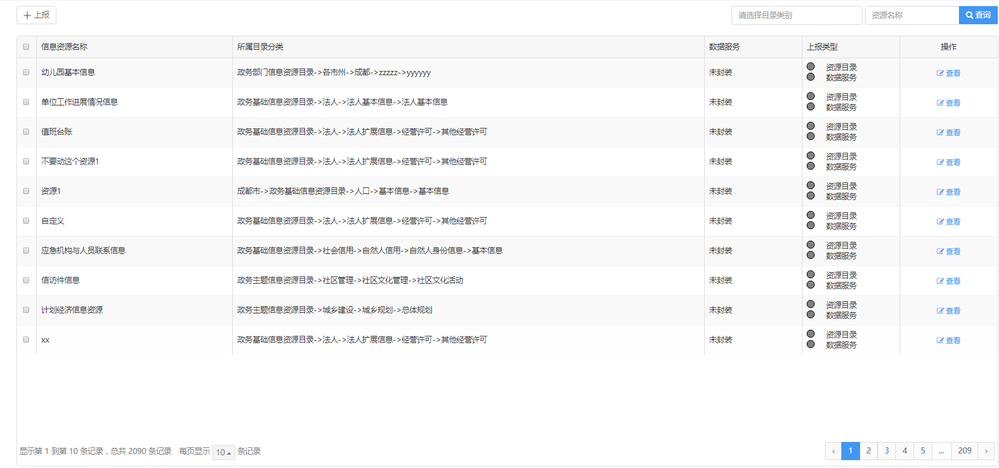 上报 请选择目录类别 资源名称 查询
信息资源名称 所属目录分类 数据服务 上报类型 操作
幼儿园基本信息 政务部门信息资源目录->各市州->成都->zzzzz->yyyyyy 未封装 资源目录 查看
数据服务
单位工作进展情况信息 政务基础信息资源目录->法人->法人基本信息->法人基本信息 未封装 资源目录 查看
数据服务
值班台账 政务基础信息资源目录->法人->法人扩展信息->经营许可->其他经营许可 未封装 资源目录 查看
数据服务
不要动这个资源1 政务基础信息资源目录->法人->法人扩展信息->经营许可->其他经营许可 未封装 资源目录 查看
数据服务
资源1 成都市->政务基础信息资源目录->人口->基本信息->基本信息 未封装 资源目录 查看
数据服务
自定义 政务基础信息资源目录->法人->法人扩展信息->经营许可->其他经营许可 未封装 资源目录 查看
数据服务
应急机构与人员联系信息 政务基础信息资源目录->社会信用->自然人信用->自然人身份信息->基本信息 未封装 资源目录 查看
数据服务
信访件信息 政务主题信息资源目录->社区管理->社区文化管理->社区文化活动 未封装 资源目录 查看
数据服务
计划经济信息资源 政务主题信息资源目录->城乡建设->城乡规划->总体规划 未封装 资源目录 查看
数据服务
xx 政务基础信息资源目录->法人->法人扩展信息->经营许可->其他经营许可 未封装 资源目录 查看
数据服务
显示第 1 到第 10 条记录，总共 2090 条记录 每页显示 10 条记录 ‹ 1 2 3 4 5 ... 209 ›